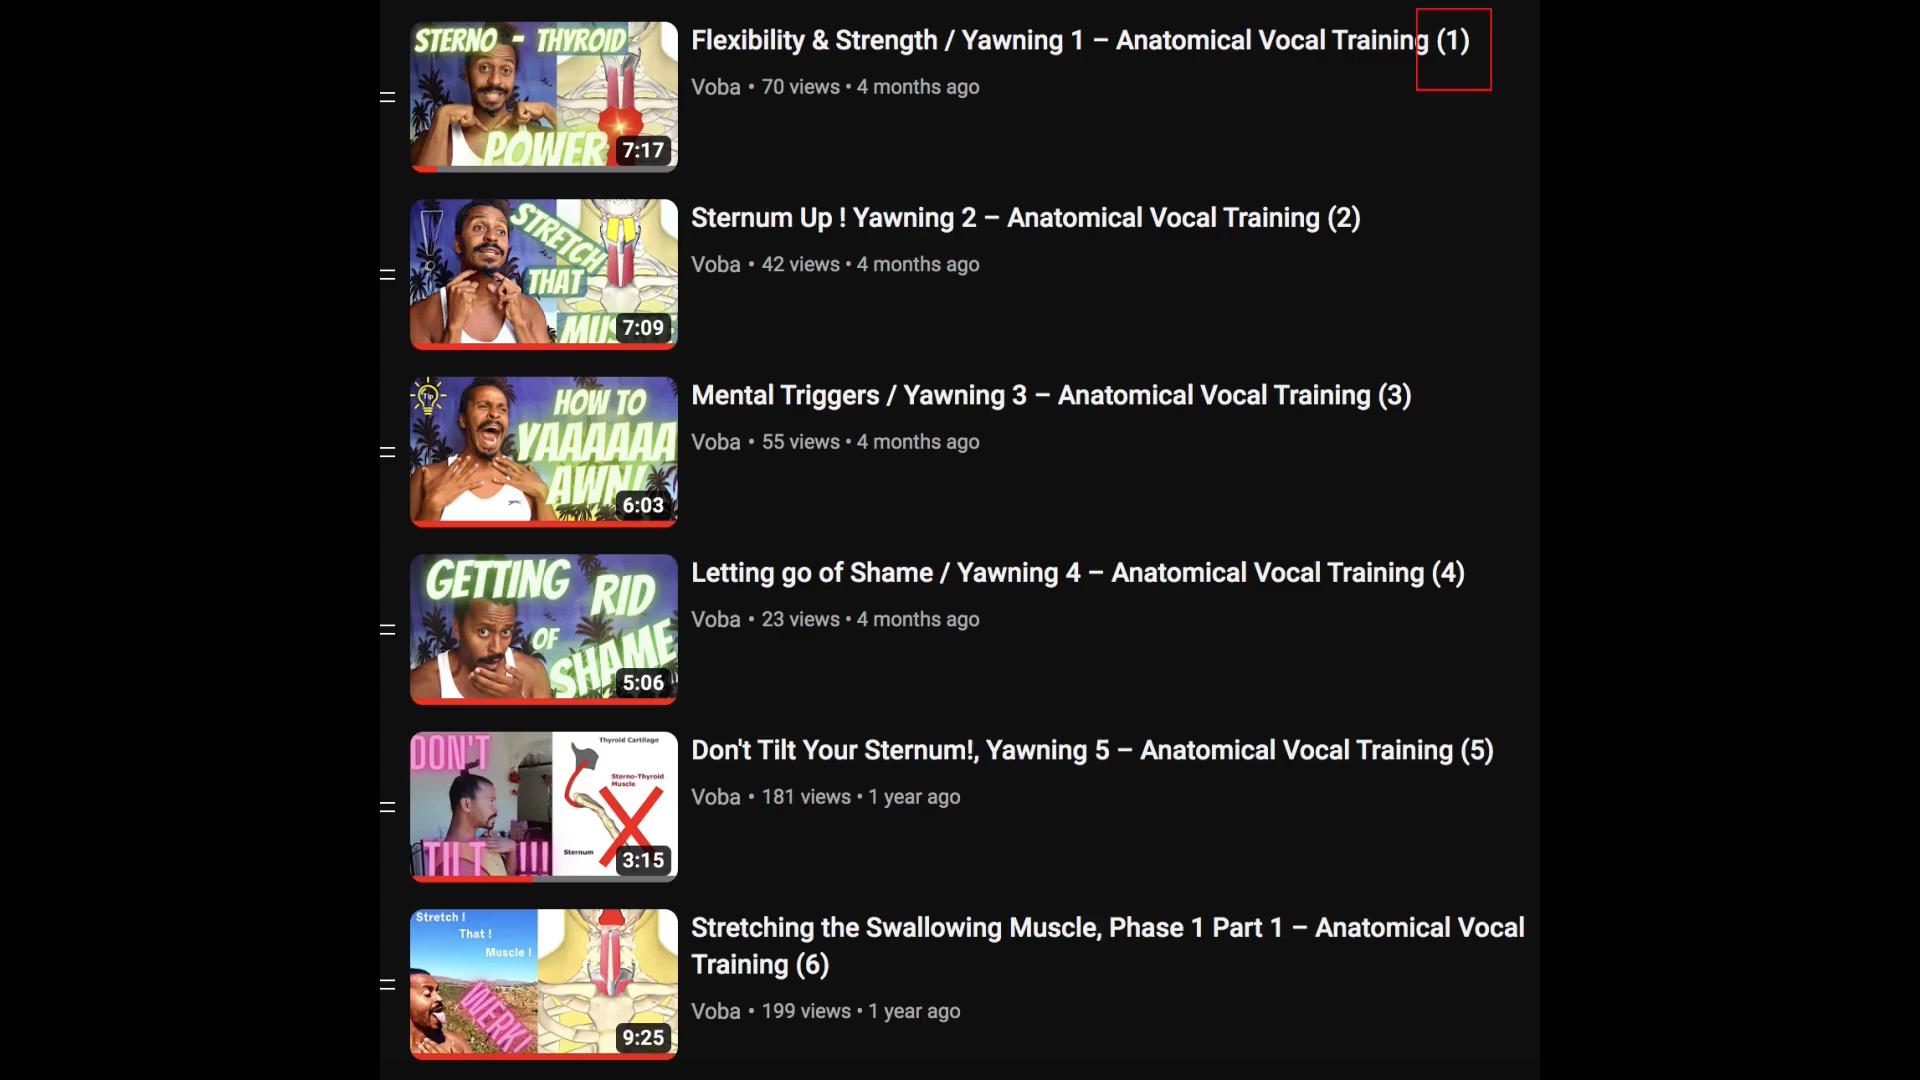 STERNO - THYROID
POWER
7:17
Flexibility & Strength / Yawning 1 – Anatomical Vocal Training (1)
Voba • 70 views • 4 months ago
STRETCH
THAT
7:09
Sternum Up ! Yawning 2 – Anatomical Vocal Training (2)
Voba • 42 views • 4 months ago
Tip
HOW TO
YAAAAAA
AWN!
6:03
Mental Triggers / Yawning 3 – Anatomical Vocal Training (3)
Voba • 55 views • 4 months ago
GETTING RID
OF
SHAME
5:06
Letting go of Shame / Yawning 4 – Anatomical Vocal Training (4)
Voba • 23 views • 4 months ago
DON'T
TILT !!!
Thyroid Cartilage
Sterno-Thyroid
Muscle
Sternum
3:15
Don't Tilt Your Sternum!, Yawning 5 – Anatomical Vocal Training (5)
Voba • 181 views • 1 year ago
Stretch !
That !
Muscle !
WERK!
9:25
Stretching the Swallowing Muscle, Phase 1 Part 1 – Anatomical Vocal
Training (6)
Voba • 199 views • 1 year ago